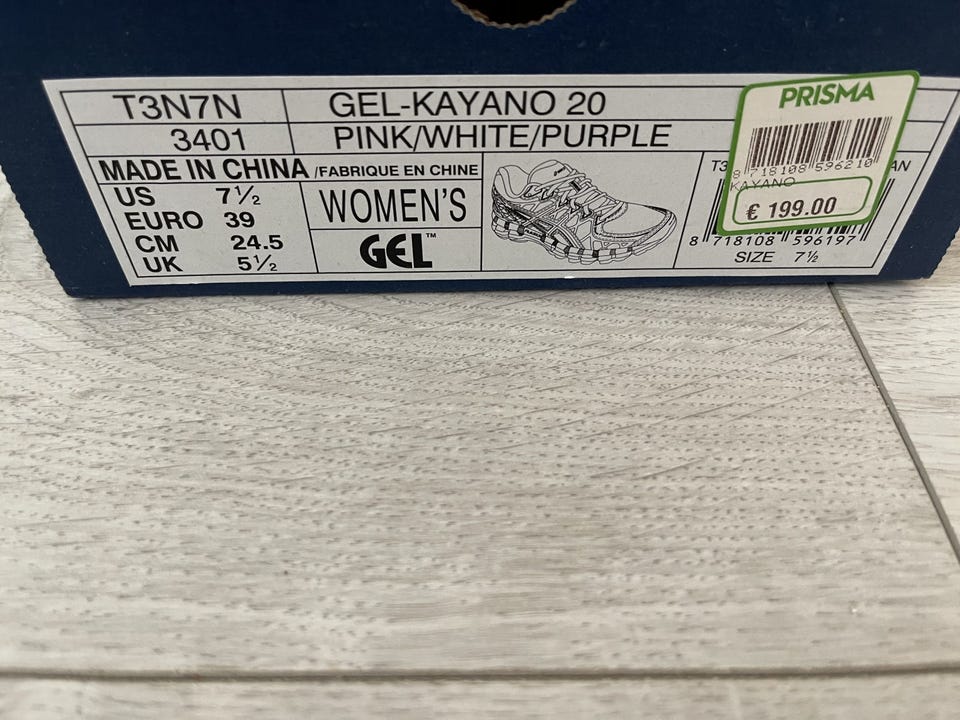 T3N7N GEL-KAYANO 20
3401 PINK/WHITE/PURPLE
MADE IN CHINA /FABRIQUE EN CHINE
US 7½
EURO 39
CM 24.5
UK 5½
WOMEN'S
GEL™
PRISMA
8 718108 596210
KAYANO
€ 199.00
8 718108 596197
SIZE 7½